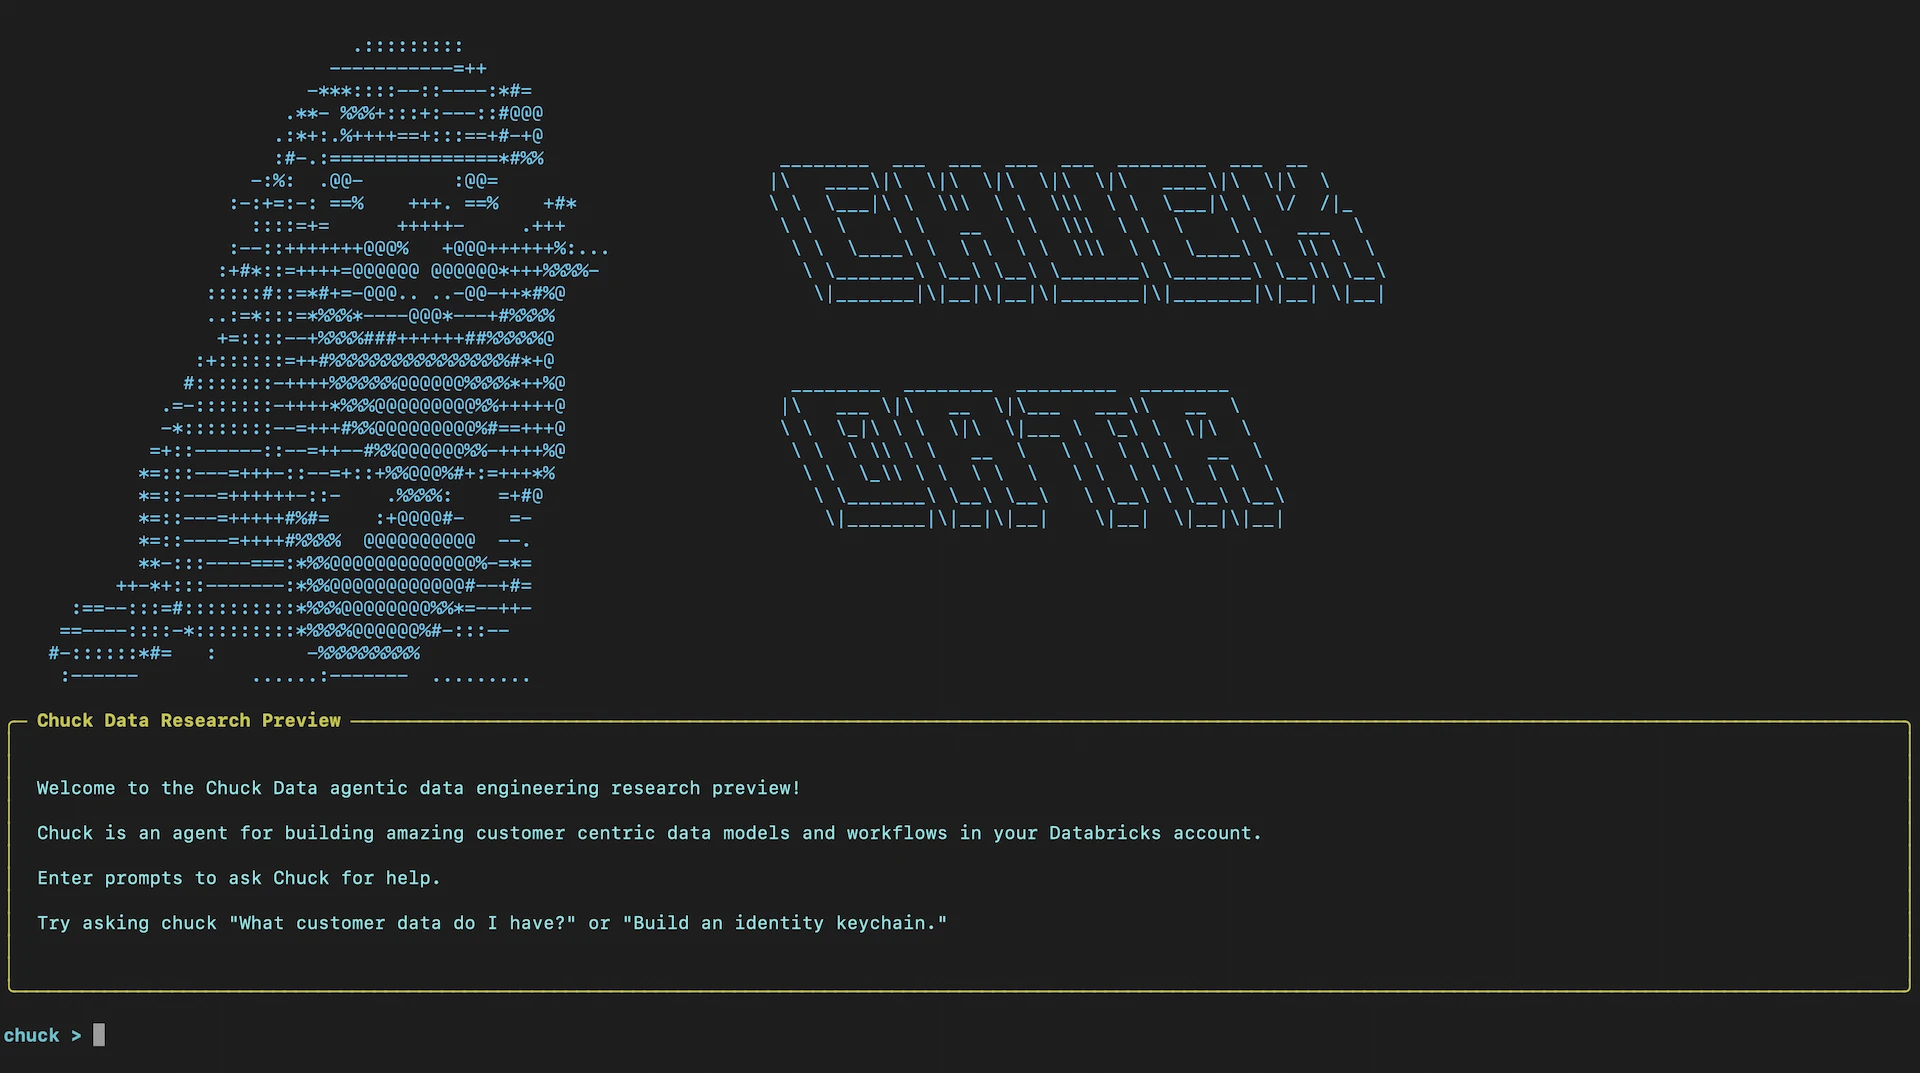 CHUCK
DATA
Chuck Data Research Preview
Welcome to the Chuck Data agentic data engineering research preview!
Chuck is an agent for building amazing customer centric data models and workflows in your Databricks account.
Enter prompts to ask Chuck for help.
Try asking chuck "What customer data do I have?" or "Build an identity keychain."
chuck >